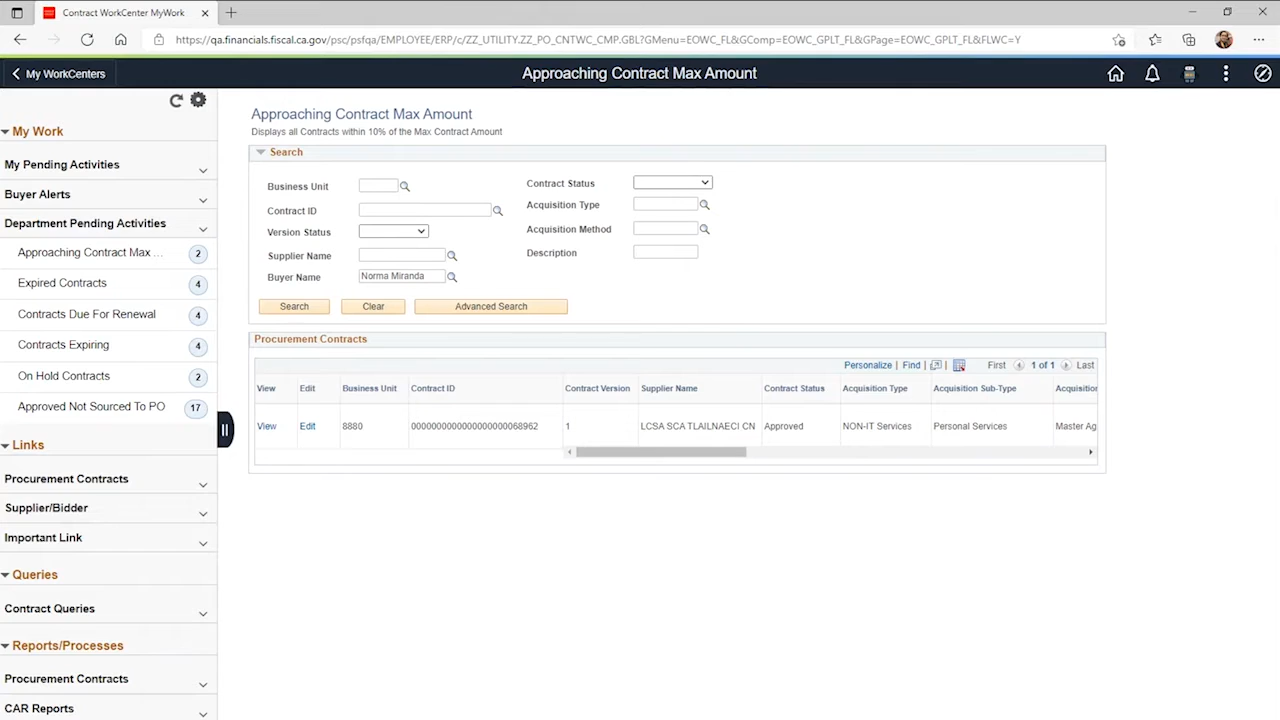 Contract WorkCenter MyWork
https://qa.financials.fiscal.ca.gov/psc/psfqa/EMPLOYEE/ERP/c/ZZ_UTILITY.ZZ_PO_CNTWC_CMP.GBL?GMenu=EOWC_FL&GComp=EOWC_GPLT_FL&GPage=EOWC_GPLT_FL&FLWC=Y
My WorkCenters
Approaching Contract Max Amount
My Work
My Pending Activities
Buyer Alerts
Department Pending Activities
Approaching Contract Max ... 2
Expired Contracts 4
Contracts Due For Renewal 4
Contracts Expiring 4
On Hold Contracts 2
Approved Not Sourced To PO 17
Links
Procurement Contracts
Supplier/Bidder
Important Link
Queries
Contract Queries
Reports/Processes
Procurement Contracts
CAR Reports
Approaching Contract Max Amount
Displays all Contracts within 10% of the Max Contract Amount
Search
Business Unit
Contract ID
Version Status
Supplier Name
Buyer Name Norma Miranda
Contract Status
Acquisition Type
Acquisition Method
Description
Search Clear Advanced Search
Procurement Contracts
Personalize | Find | | First 1 of 1 Last
View Edit Business Unit Contract ID Contract Version Supplier Name Contract Status Acquisition Type Acquisition Sub-Type Acquisition
View Edit 8880 0000000000000000000068962 1 LCSA SCA TLAILNAECI CN Approved NON-IT Services Personal Services Master Ag